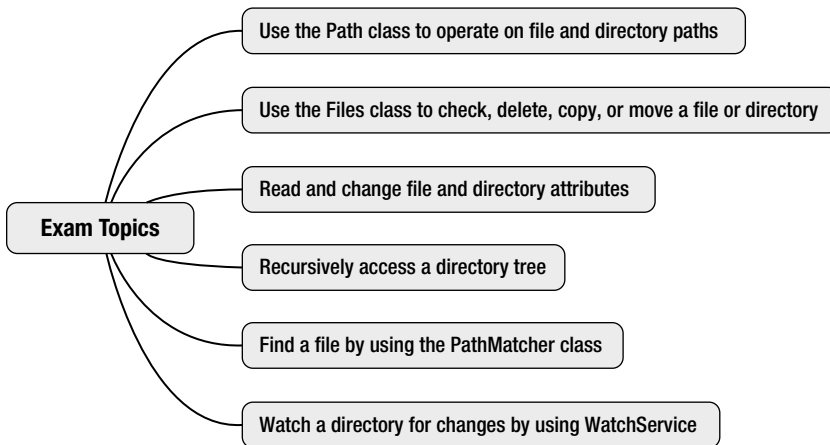 Use the Path class to operate on file and directory paths
Use the Files class to check, delete, copy, or move a file or directory
Read and change file and directory attributes
Exam Topics
Recursively access a directory tree
Find a file by using the PathMatcher class
Watch a directory for changes by using WatchService